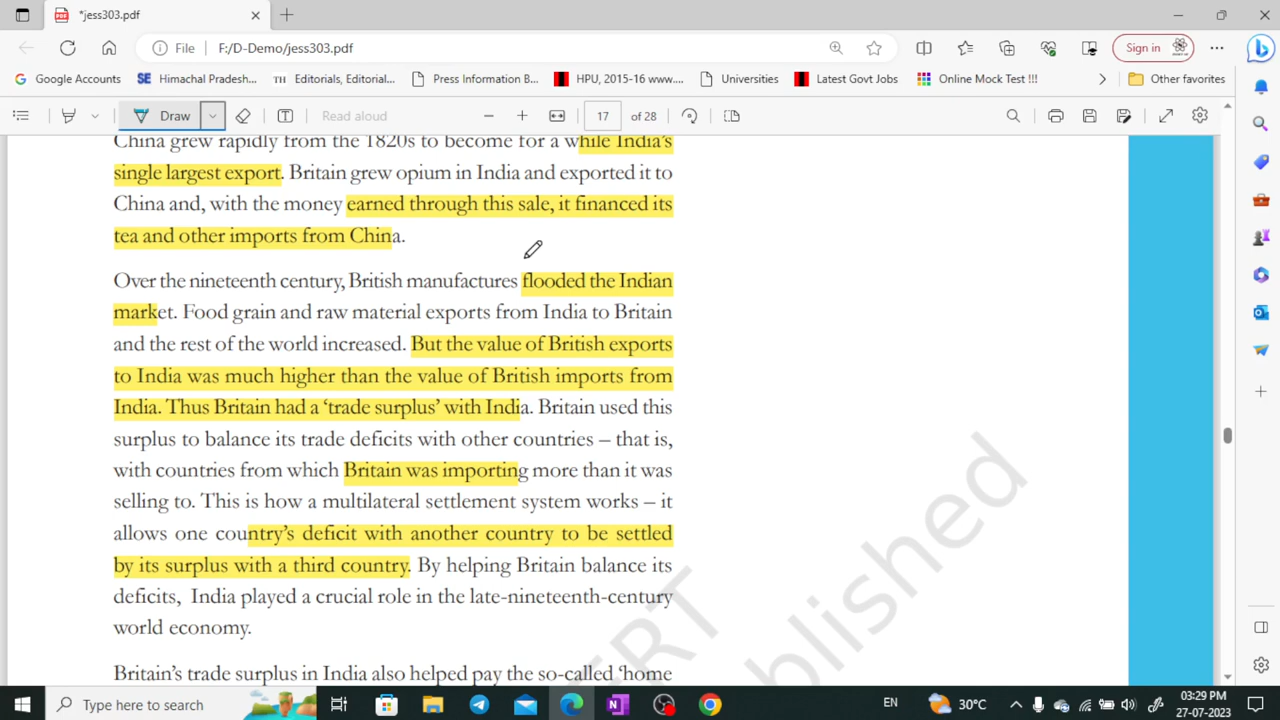 *jess303.pdf
File F:/D-Demo/jess303.pdf Sign in
Google Accounts SE Himachal Pradesh... TH Editorials, Editorial... Press Information B... HPU, 2015-16 www.... Universities Latest Govt Jobs Online Mock Test !!! Other favorites
Draw Read aloud 17 of 28
China grew rapidly from the 1820s to become for a while India's
single largest export. Britain grew opium in India and exported it to
China and, with the money earned through this sale, it financed its
tea and other imports from China.
Over the nineteenth century, British manufactures flooded the Indian
market. Food grain and raw material exports from India to Britain
and the rest of the world increased. But the value of British exports
to India was much higher than the value of British imports from
India. Thus Britain had a ‘trade surplus’ with India. Britain used this
surplus to balance its trade deficits with other countries – that is,
with countries from which Britain was importing more than it was
selling to. This is how a multilateral settlement system works – it
allows one country's deficit with another country to be settled
by its surplus with a third country. By helping Britain balance its
deficits, India played a crucial role in the late-nineteenth-century
world economy.
Britain's trade surplus in India also helped pay the so-called ‘home
blished
Type here to search EN 30°C 03:29 PM
27-07-2023